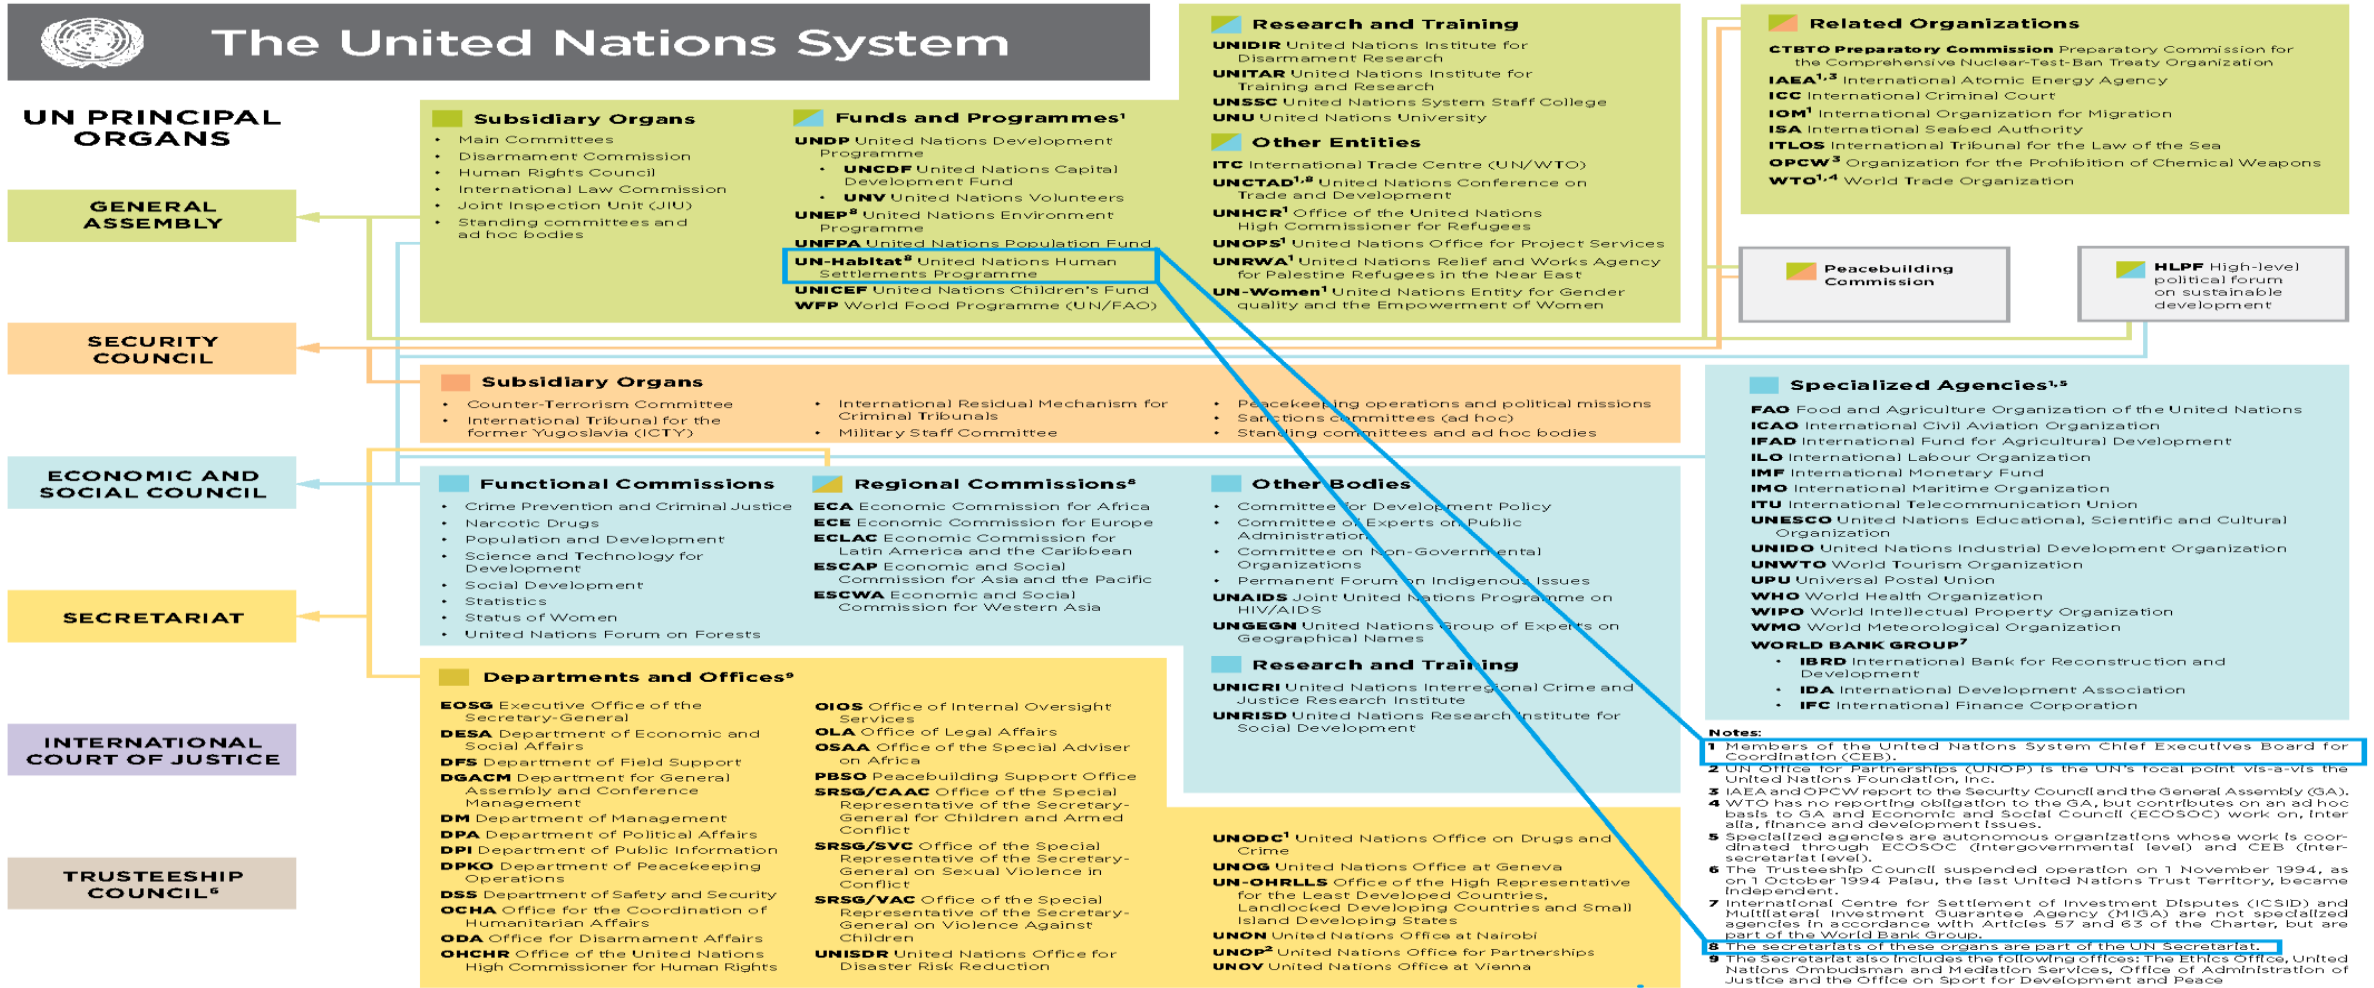 The United Nations System
UN PRINCIPAL
ORGANS
GENERAL
ASSEMBLY
SECURITY
COUNCIL
ECONOMIC AND
SOCIAL COUNCIL
SECRETARIAT
INTERNATIONAL
COURT OF JUSTICE
TRUSTEESHIP
COUNCIL⁶
Subsidiary Organs
• Main Committees
• Disarmament Commission
• Human Rights Council
• International Law Commission
• Joint Inspection Unit (JIU)
• Standing committees and
ad hoc bodies
Funds and Programmes¹
UNDP United Nations Development
Programme
• UNCDF United Nations Capital
Development Fund
• UNV United Nations Volunteers
UNEP⁸ United Nations Environment
Programme
UNFPA United Nations Population Fund
UN-Habitat⁸ United Nations Human
Settlements Programme
UNICEF United Nations Children's Fund
WFP World Food Programme (UN/FAO)
Research and Training
UNIDIR United Nations Institute for
Disarmament Research
UNITAR United Nations Institute for
Training and Research
UNSSC United Nations System Staff College
UNU United Nations University
Other Entities
ITC International Trade Centre (UN/WTO)
UNCTAD¹,⁸ United Nations Conference on
Trade and Development
UNHCR¹ Office of the United Nations
High Commissioner for Refugees
UNOPS¹ United Nations Office for Project Services
UNRWA¹ United Nations Relief and Works Agency
for Palestine Refugees in the Near East
UN-Women¹ United Nations Entity for Gender
quality and the Empowerment of Women
Related Organizations
CTBTO Preparatory Commission Preparatory Commission for
the Comprehensive Nuclear-Test-Ban Treaty Organization
IAEA¹,³ International Atomic Energy Agency
ICC International Criminal Court
IOM¹ International Organization for Migration
ISA International Seabed Authority
ITLOS International Tribunal for the Law of the Sea
OPCW³ Organization for the Prohibition of Chemical Weapons
WTO¹,⁴ World Trade Organization
Peacebuilding
Commission
HLPF High-level
political forum
on sustainable
development
Subsidiary Organs
• Counter-Terrorism Committee
• International Tribunal for the
former Yugoslavia (ICTY)
• International Residual Mechanism for
Criminal Tribunals
• Military Staff Committee
• Peacekeeping operations and political missions
• Sanctions committees (ad hoc)
• Standing committees and ad hoc bodies
Functional Commissions
• Crime Prevention and Criminal Justice
• Narcotic Drugs
• Population and Development
• Science and Technology for
Development
• Social Development
• Statistics
• Status of Women
• United Nations Forum on Forests
Regional Commissions⁸
ECA Economic Commission for Africa
ECE Economic Commission for Europe
ECLAC Economic Commission for
Latin America and the Caribbean
ESCAP Economic and Social
Commission for Asia and the Pacific
ESCWA Economic and Social
Commission for Western Asia
Other Bodies
• Committee for Development Policy
• Committee of Experts on Public
Administration
• Committee on Non-Governmental
Organizations
• Permanent Forum on Indigenous Issues
UNAIDS Joint United Nations Programme on
HIV/AIDS
UNGEGN United Nations Group of Experts on
Geographical Names
Research and Training
UNICRI United Nations Interregional Crime and
Justice Research Institute
UNRISD United Nations Research Institute for
Social Development
Specialized Agencies¹,⁵
FAO Food and Agriculture Organization of the United Nations
ICAO International Civil Aviation Organization
IFAD International Fund for Agricultural Development
ILO International Labour Organization
IMF International Monetary Fund
IMO International Maritime Organization
ITU International Telecommunication Union
UNESCO United Nations Educational, Scientific and Cultural
Organization
UNIDO United Nations Industrial Development Organization
UNWTO World Tourism Organization
UPU Universal Postal Union
WHO World Health Organization
WIPO World Intellectual Property Organization
WMO World Meteorological Organization
WORLD BANK GROUP⁷
• IBRD International Bank for Reconstruction and
Development
• IDA International Development Association
• IFC International Finance Corporation
Departments and Offices⁹
EOSG Executive Office of the
Secretary-General
DESA Department of Economic and
Social Affairs
DFS Department of Field Support
DGACM Department for General
Assembly and Conference
Management
DM Department of Management
DPA Department of Political Affairs
DPI Department of Public Information
DPKO Department of Peacekeeping
Operations
DSS Department of Safety and Security
OCHA Office for the Coordination of
Humanitarian Affairs
ODA Office for Disarmament Affairs
OHCHR Office of the United Nations
High Commissioner for Human Rights
OIOS Office of Internal Oversight
Services
OLA Office of Legal Affairs
OSAA Office of the Special Adviser
on Africa
PBSO Peacebuilding Support Office
SRSG/CAAC Office of the Special
Representative of the Secretary-
General for Children and Armed
Conflict
SRSG/SVC Office of the Special
Representative of the Secretary-
General on Sexual Violence in
Conflict
SRSG/VAC Office of the Special
Representative of the Secretary-
General on Violence Against
Children
UNISDR United Nations Office for
Disaster Risk Reduction
UNODC¹ United Nations Office on Drugs and
Crime
UNOG United Nations Office at Geneva
UN-OHRLLS Office of the High Representative
for the Least Developed Countries,
Landlocked Developing Countries and Small
Island Developing States
UNON United Nations Office at Nairobi
UNOP² United Nations Office for Partnerships
UNOV United Nations Office at Vienna
Notes:
1 Members of the United Nations System Chief Executives Board for
Coordination (CEB).
2 UN Office for Partnerships (UNOP) is the UN's focal point vis-a-vis the
United Nations Foundation, Inc.
3 IAEA and OPCW report to the Security Council and the General Assembly (GA).
4 WTO has no reporting obligation to the GA, but contributes on an ad hoc
basis to GA and Economic and Social Council (ECOSOC) work on, inter
alia, finance and development issues.
5 Specialized agencies are autonomous organizations whose work is coor-
dinated through ECOSOC (intergovernmental level) and CEB (inter-
secretariat level).
6 The Trusteeship Council suspended operation on 1 November 1994, as
on 1 October 1994 Palau, the last United Nations Trust Territory, became
independent.
7 International Centre for Settlement of Investment Disputes (ICSID) and
Multilateral Investment Guarantee Agency (MIGA) are not specialized
agencies in accordance with Articles 57 and 63 of the Charter, but are
part of the World Bank Group.
8 The secretariats of these organs are part of the UN Secretariat.
9 The Secretariat also includes the following offices: The Ethics Office, United
Nations Ombudsman and Mediation Services, Office of Administration of
Justice and the Office on Sport for Development and Peace